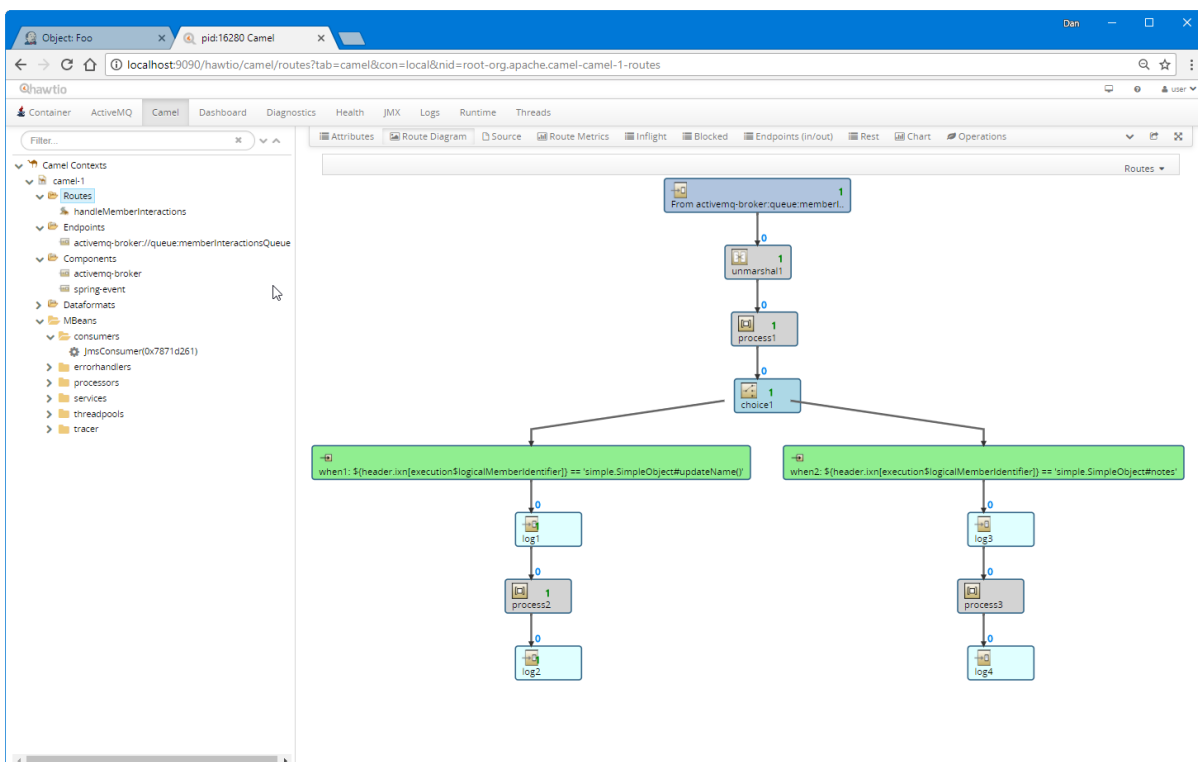 Dan
Object: Foo
pid:16280 Camel
localhost:9090/hawtio/camel/routes?tab=camel&con=local&nid=root-org.apache.camel-camel-1-routes
hawtio
user
Container ActiveMQ Camel Dashboard Diagnostics Health JMX Logs Runtime Threads
Filter...
Attributes Route Diagram Source Route Metrics Inflight Blocked Endpoints (in/out) Rest Chart Operations
Routes
Camel Contexts
camel-1
Routes
handleMemberInteractions
Endpoints
activemq-broker://queue:memberInteractionsQueue
Components
activemq-broker
spring-event
Dataformats
MBeans
consumers
JmsConsumer(0x7871d261)
errorhandlers
processors
services
threadpools
tracer
1
From activemq-broker:queue:memberI..
0
1
unmarshal1
0
1
process1
0
1
choice1
when1: ${header.ixn[execution$logicalMemberIdentifier]} == 'simple.SimpleObject#updateName()'
when2: ${header.ixn[execution$logicalMemberIdentifier]} == 'simple.SimpleObject#notes'
0
1
log1
0
1
process2
0
1
log2
0
log3
0
process3
0
log4